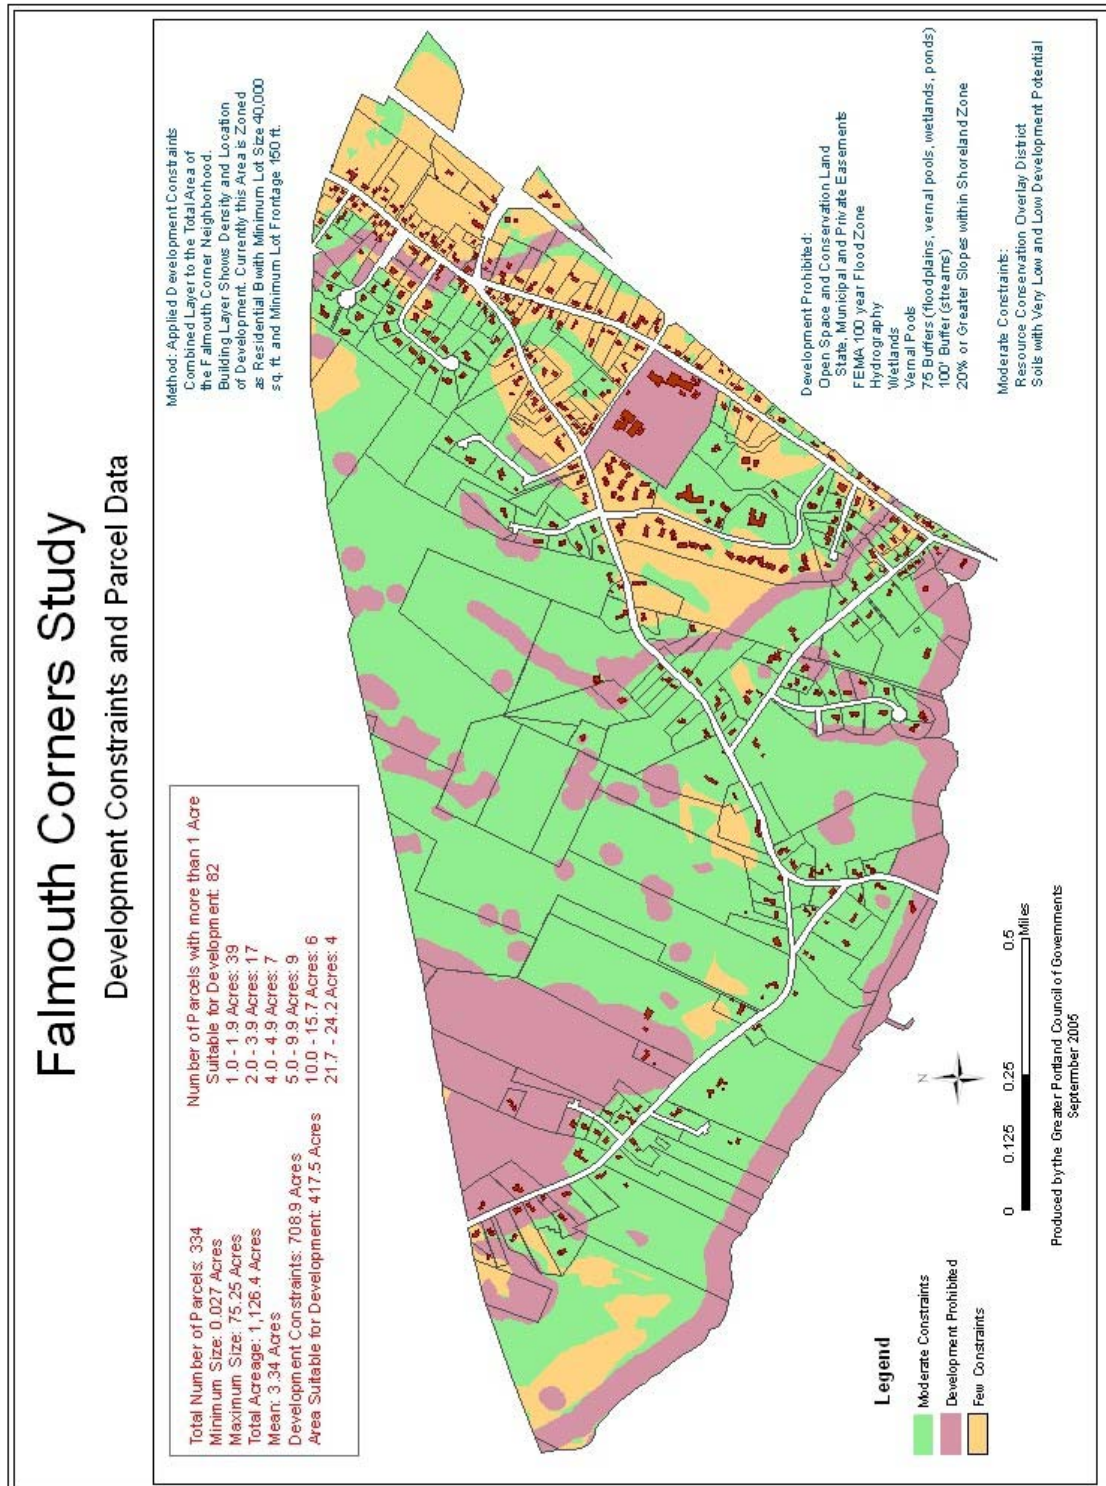 Falmouth Corners Study
Development Constraints and Parcel Data
Total Number of Parcels: 334
Minimum Size: 0.027 Acres
Maximum Size: 75.25 Acres
Total Acreage: 1,126.4 Acres
Mean: 3.34 Acres
Development Constraints: 708.9 Acres
Area Suitable for Development: 417.5 Acres
Number of Parcels with more than 1 Acre
Suitable for Development: 82
1.0 - 1.9 Acres: 39
2.0 - 3.9 Acres: 17
4.0 - 4.9 Acres: 7
5.0 - 9.9 Acres: 9
10.0 - 15.7 Acres: 6
21.7 - 24.2 Acres: 4
Method: Applied Development Constraints
Combined Layer to the Total Area of
the Falmouth Corner Neighborhood.
Building Layer Shows Density and Location
of Development. Currently this Area is Zoned
as Residential B with Minimum Lot Size 40,000
sq. ft. and Minimum Lot Frontage 150 ft.
Legend
Moderate Constraints
Development Prohibited
Few Constraints
N
0 0.125 0.25 0.5
Miles
Produced by the Greater Portland Council of Governments
September 2005
Development Prohibited:
Open Space and Conservation Land
State, Municipal and Private Easements
FEMA 100 year Flood Zone
Hydrography
Wetlands
Vernal Pools
75' Buffers (floodplains, vernal pools, wetlands, ponds)
100' Buffer (streams)
20% or Greater Slopes within Shoreland Zone
Moderate Constraints:
Resource Conservation Overlay District
Soils with Very Low and Low Development Potential